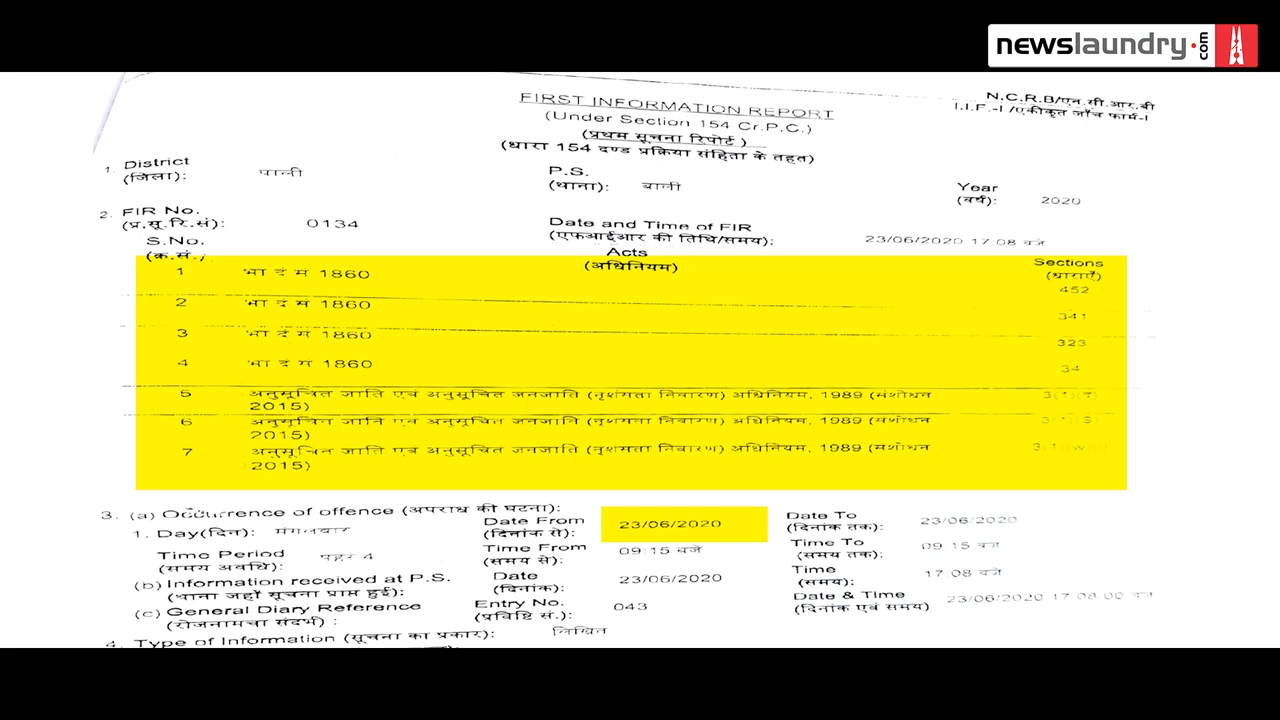 newslaundry.com
FIRST INFORMATION REPORT
N.C.R.B/एन.सी.आर.बी
(Under Section 154 Cr.P.C.)
I.I.F.-I /एकीकृत जाँच फार्म-I
(प्रथम सूचना रिपोर्ट )
(धारा 154 दण्ड प्रक्रिया संहिता के तहत)
1. District (जिला): पाली P.S. (थाना): बाली Year (वर्ष): 2020
2. FIR No. (प्र.सू.रि.सं): 0134 Date and Time of FIR (एफआईआर की तिथि/समय): 23/06/2020 17:08 बजे
S.No. (क.सं.) Acts (अधिनियम) Sections (धाराएँ)
1 भा दं सं 1860 452
2 भा दं सं 1860 341
3 भा दं सं 1860 323
4 भा दं सं 1860 34
5 अनुसूचित जाति एवं अनुसूचित जनजाति (नृशंसता निवारण) अधिनियम, 1989 (संशोधन 2015)
6 अनुसूचित जाति एवं अनुसूचित जनजाति (नृशंसता निवारण) अधिनियम, 1989 (संशोधन 2015)
7 अनुसूचित जाति एवं अनुसूचित जनजाति (नृशंसता निवारण) अधिनियम, 1989 (संशोधन 2015)
3. (a) Occurrence of offence (अपराध की घटना):
1. Day(दिन): मंगलवार Date From (दिनांक से): 23/06/2020 Date To (दिनांक तक): 23/06/2020
Time Period (समय अवधि): पहर 4 Time From (समय से): 09:15 बजे Time To (समय तक): 09:15 बजे
(b) Information received at P.S. (थाना जहाँ सूचना प्राप्त हुई): Date (दिनांक): 23/06/2020 Time (समय): 17:08 बजे
(c) General Diary Reference (रोजनामचा संदर्भ) : Entry No. (प्रविष्टि सं.): 043 Date & Time (दिनांक एवं समय) 23/06/2020 17:08:00 बजे
4. Type of Information (सूचना का प्रकार): लिखित